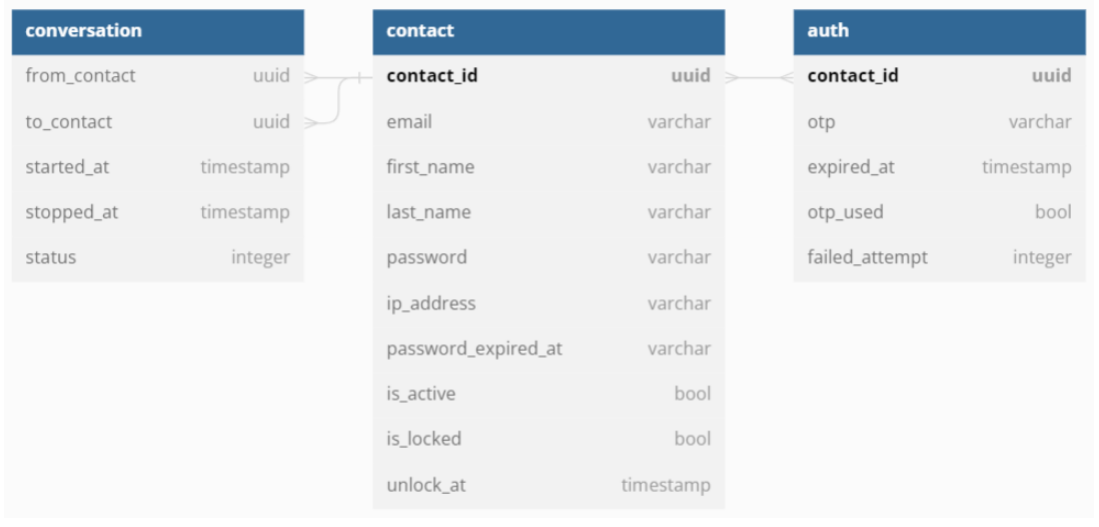 conversation
from_contact uuid
to_contact uuid
started_at timestamp
stopped_at timestamp
status integer
contact
contact_id uuid
email varchar
first_name varchar
last_name varchar
password varchar
ip_address varchar
password_expired_at varchar
is_active bool
is_locked bool
unlock_at timestamp
auth
contact_id uuid
otp varchar
expired_at timestamp
otp_used bool
failed_attempt integer